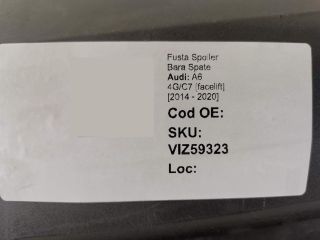 Fusta Spoiler
Bara Spate
Audi: A6
4G/C7 [facelift]
[2014 - 2020]
Cod OE:
SKU:
VIZ59323
Loc: